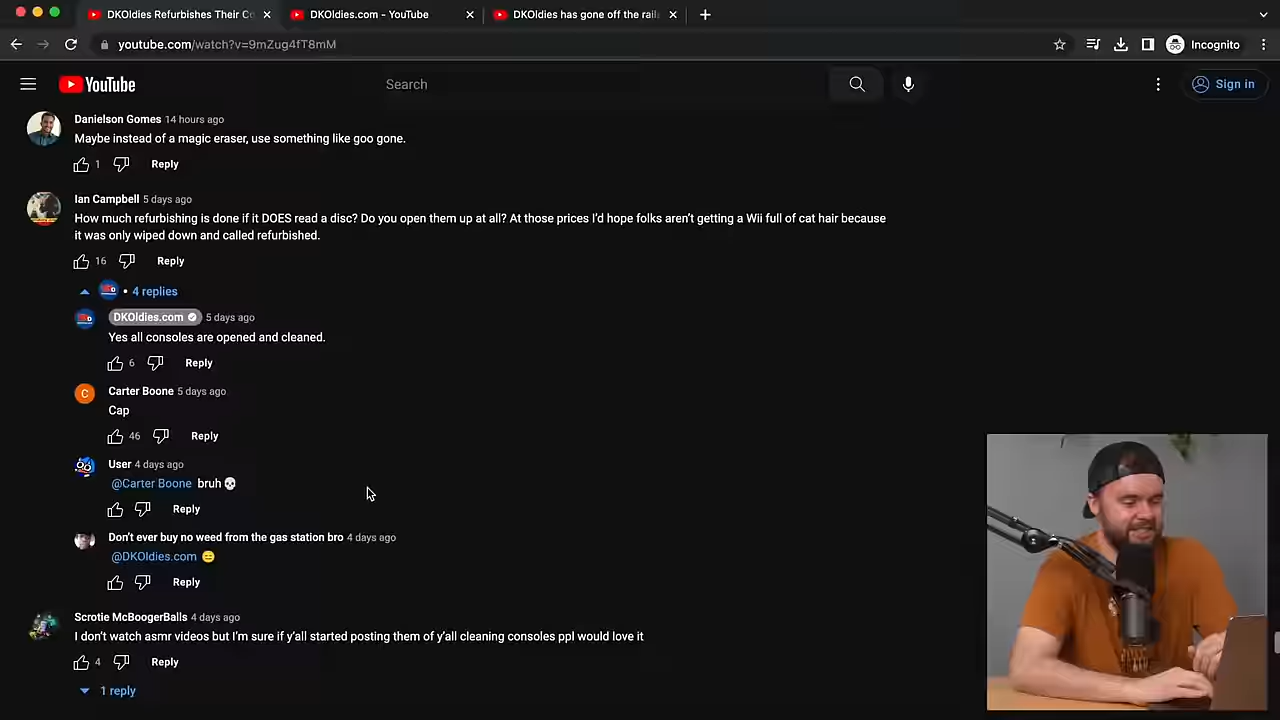 DKOldies Refurbishes Their Co
DKOldies.com - YouTube
DKOldies has gone off the rail
youtube.com/watch?v=9mZug4fT8mM
Incognito
YouTube
Search
Sign in
Danielson Gomes 14 hours ago
Maybe instead of a magic eraser, use something like goo gone.
1 Reply
Ian Campbell 5 days ago
How much refurbishing is done if it DOES read a disc? Do you open them up at all? At those prices I'd hope folks aren't getting a Wii full of cat hair because
it was only wiped down and called refurbished.
16 Reply
• 4 replies
DKOldies.com 5 days ago
Yes all consoles are opened and cleaned.
6 Reply
Carter Boone 5 days ago
C
Cap
46 Reply
User 4 days ago
@Carter Boone bruh💀
Reply
Don't ever buy no weed from the gas station bro 4 days ago
@DKOldies.com 😑
Reply
Scrotie McBoogerBalls 4 days ago
I don't watch asmr videos but I'm sure if y'all started posting them of y'all cleaning consoles ppl would love it
4 Reply
1 reply